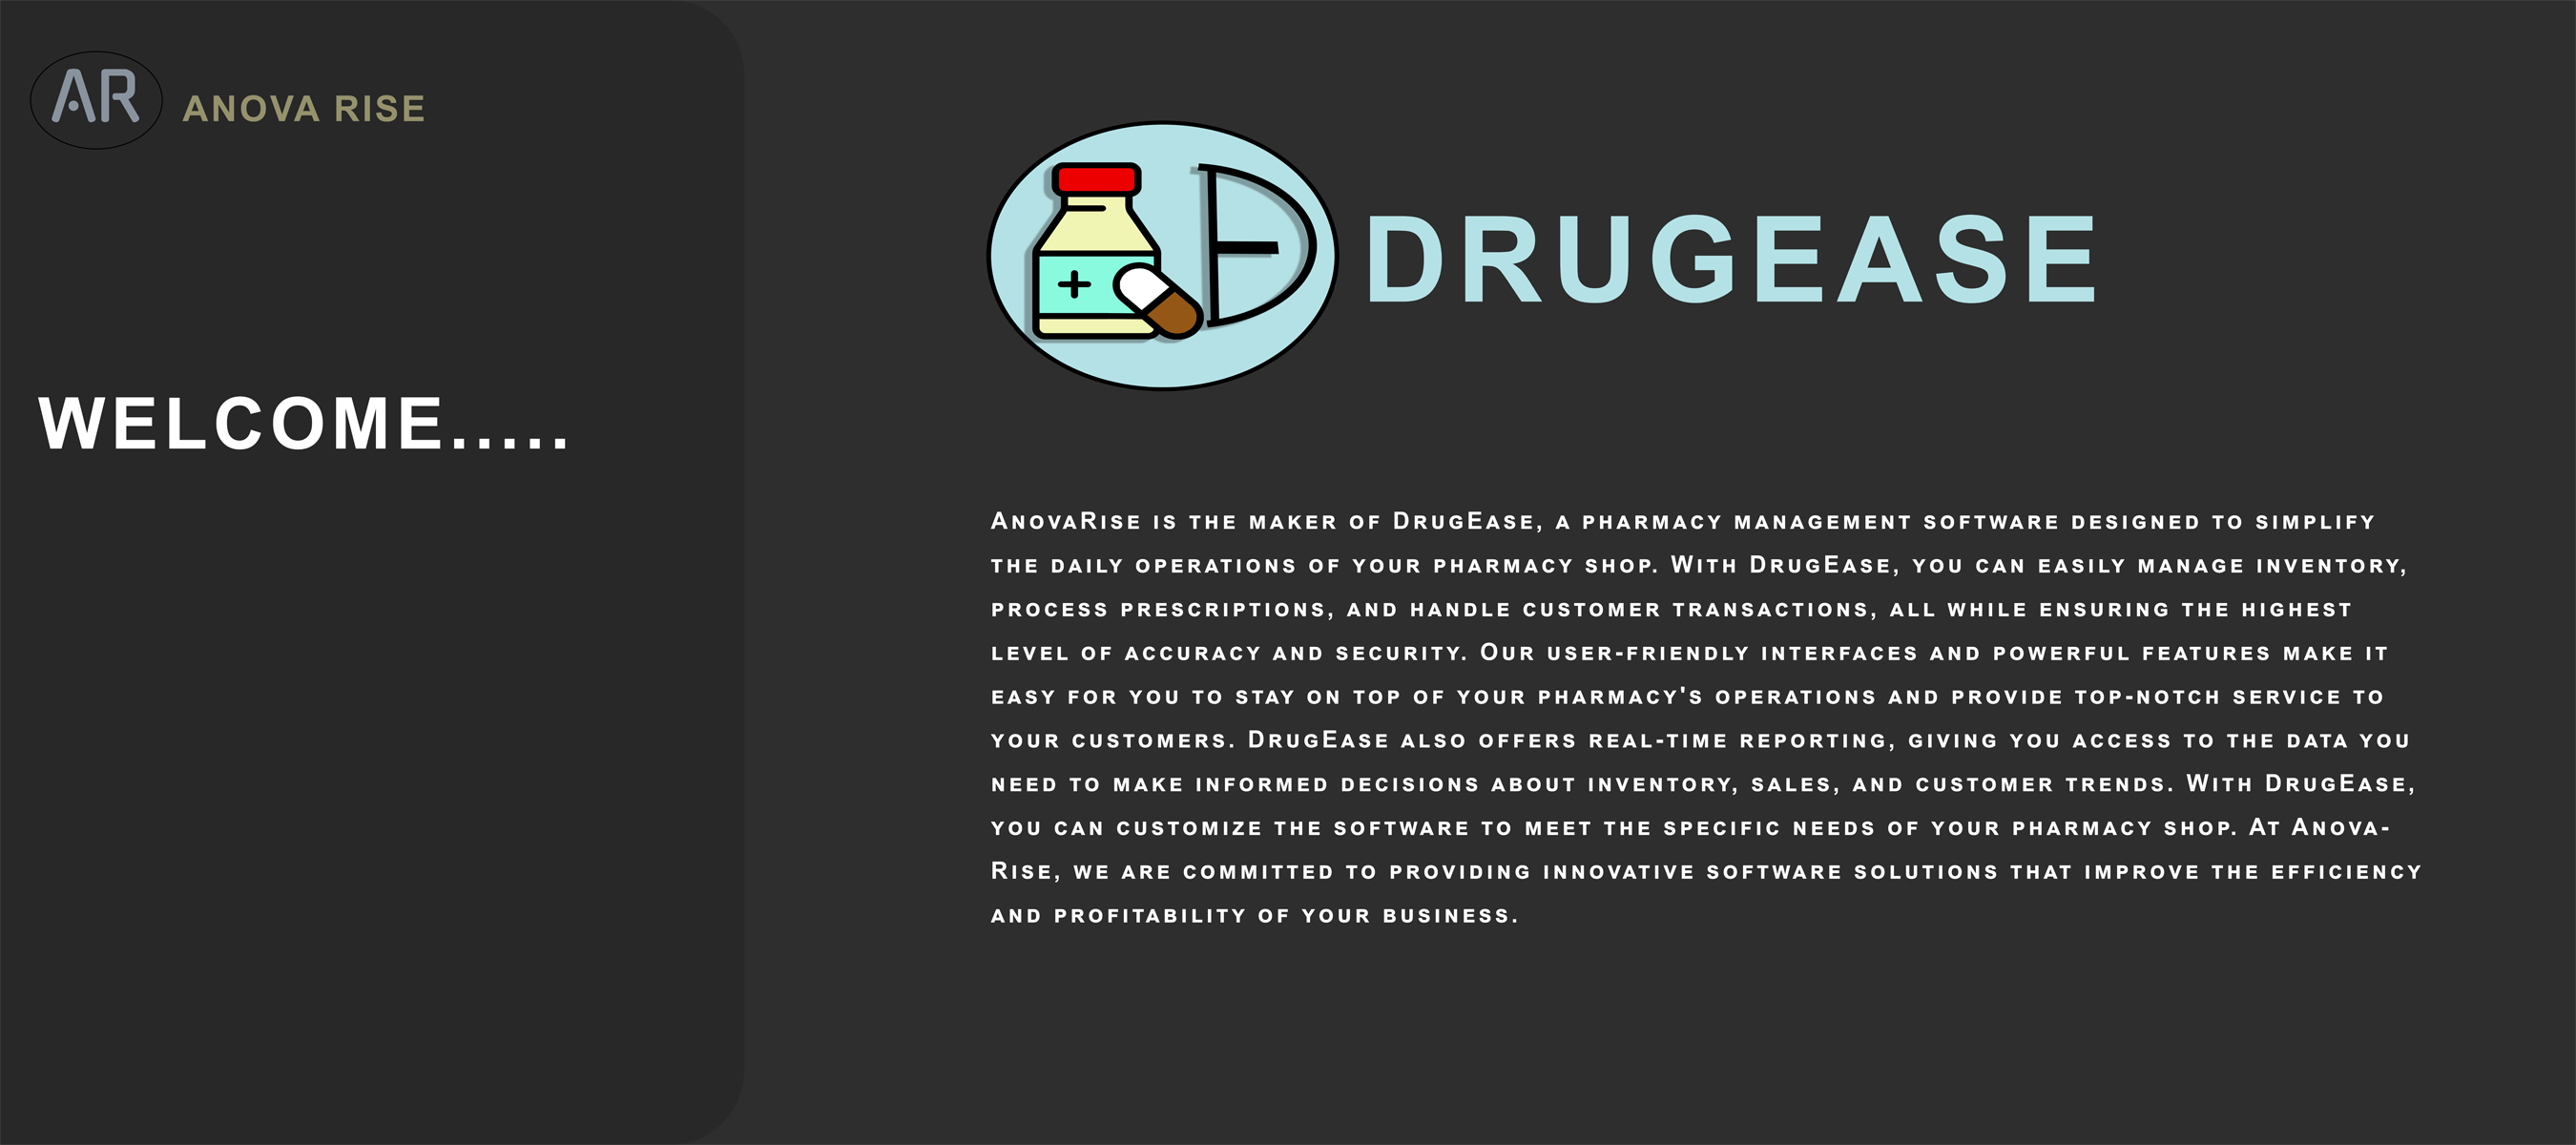 AR
ANOVA RISE
WELCOME.....
DRUGEASE
AnovaRise is the maker of DrugEase, a pharmacy management software designed to simplify
the daily operations of your pharmacy shop. With DrugEase, you can easily manage inventory,
process prescriptions, and handle customer transactions, all while ensuring the highest
level of accuracy and security. Our user-friendly interfaces and powerful features make it
easy for you to stay on top of your pharmacy's operations and provide top-notch service to
your customers. DrugEase also offers real-time reporting, giving you access to the data you
need to make informed decisions about inventory, sales, and customer trends. With DrugEase,
you can customize the software to meet the specific needs of your pharmacy shop. At Anova-
Rise, we are committed to providing innovative software solutions that improve the efficiency
and profitability of your business.